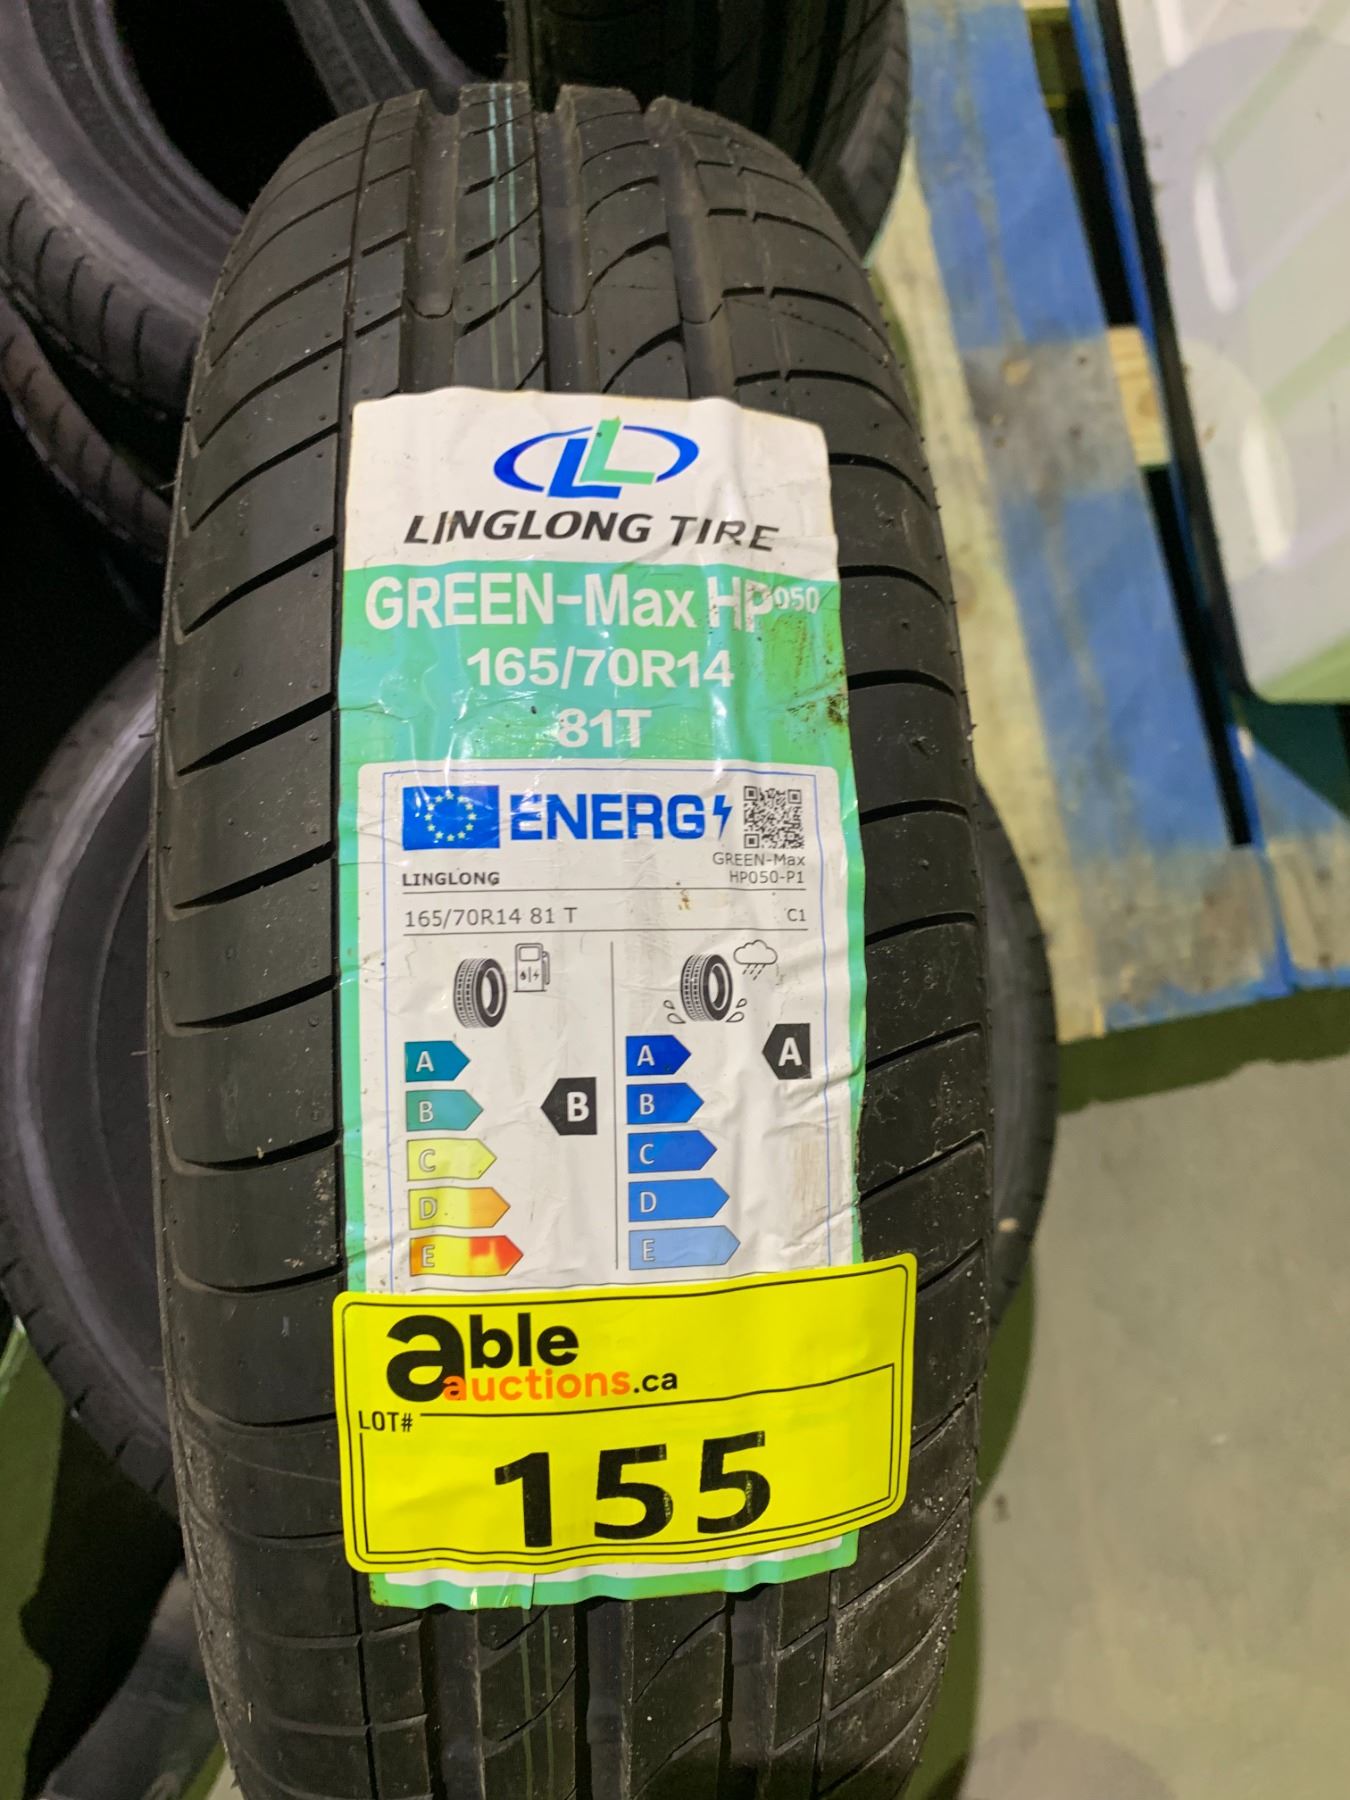 LL
LINGLONG TIRE
GREEN-Max HP050
165/70R14
81T
ENERG
GREEN-Max
LINGLONG HP050-P1
165/70R14 81 T C1
A A A
B B B
C C
D D
E E
able
auctions.ca
LOT#
155